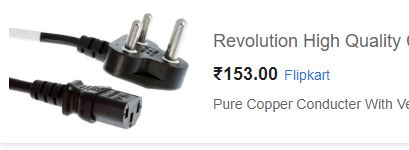 Revolution High Quality
₹153.00 Flipkart
Pure Copper Conducter With